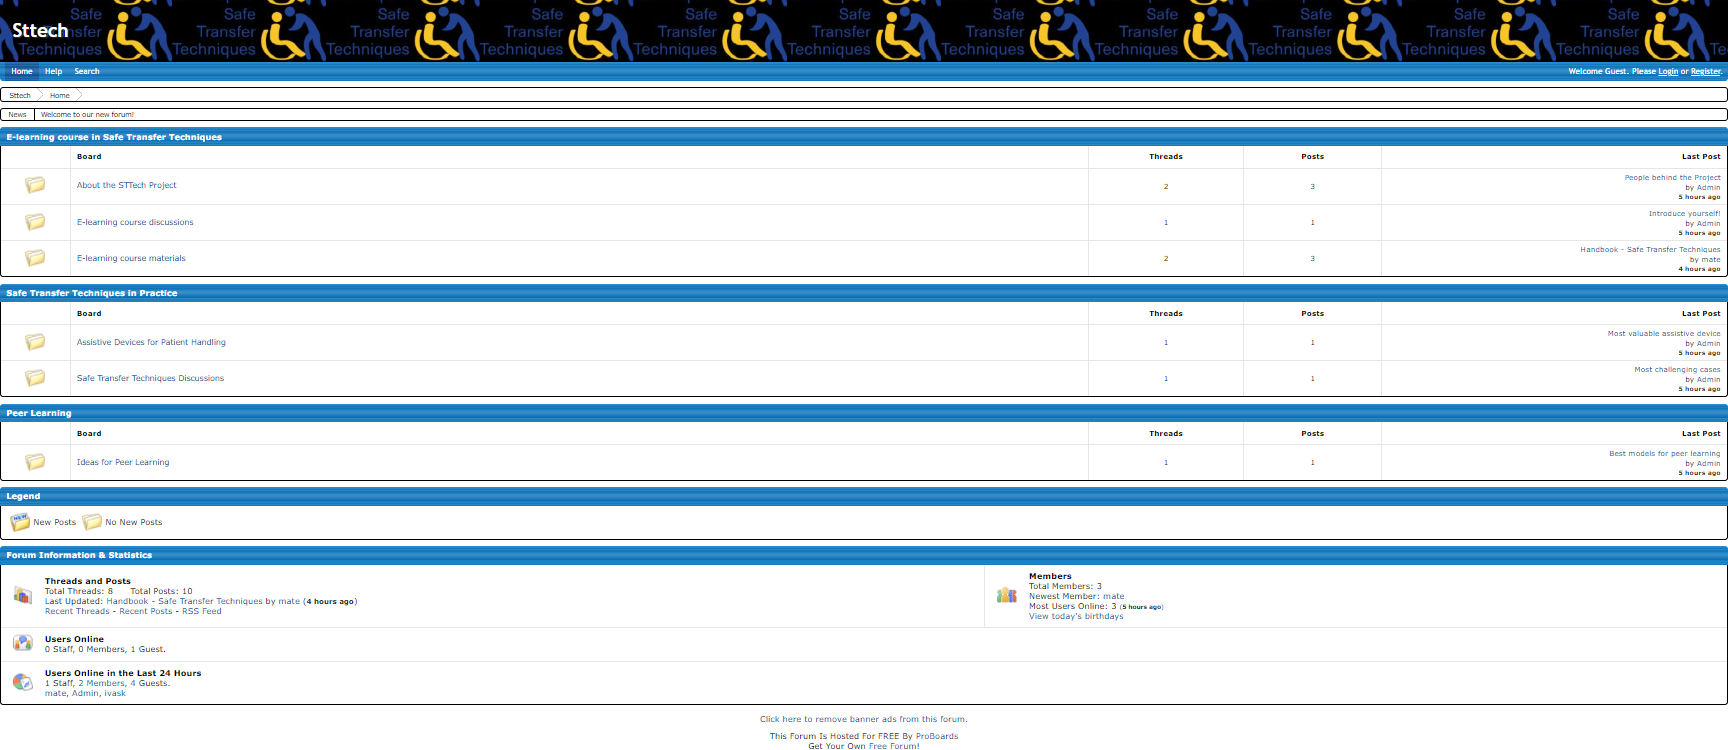 Sttech
Safe Transfer Techniques
Home Help Search
Welcome Guest. Please Login or Register.
Sttech Home
News Welcome to our new forum!
E-learning course in Safe Transfer Techniques
Board Threads Posts Last Post
About the STTech Project 2 3 People behind the Project
by Admin
5 hours ago
E-learning course discussions 1 1 Introduce yourself!
by Admin
5 hours ago
E-learning course materials 2 3 Handbook - Safe Transfer Techniques
by mate
4 hours ago
Safe Transfer Techniques in Practice
Board Threads Posts Last Post
Assistive Devices for Patient Handling 1 1 Most valuable assistive device
by Admin
5 hours ago
Safe Transfer Techniques Discussions 1 1 Most challenging cases
by Admin
5 hours ago
Peer Learning
Board Threads Posts Last Post
Ideas for Peer Learning 1 1 Best models for peer learning
by Admin
5 hours ago
Legend
New Posts No New Posts
Forum Information & Statistics
Threads and Posts
Total Threads: 8 Total Posts: 10
Last Updated: Handbook - Safe Transfer Techniques by mate (4 hours ago)
Recent Threads - Recent Posts - RSS Feed
Members
Total Members: 3
Newest Member: mate
Most Users Online: 3 (5 hours ago)
View today's birthdays
Users Online
0 Staff, 0 Members, 1 Guest.
Users Online in the Last 24 Hours
1 Staff, 2 Members, 4 Guests.
mate, Admin, ivask
Click here to remove banner ads from this forum.
This Forum Is Hosted For FREE By ProBoards
Get Your Own Free Forum!